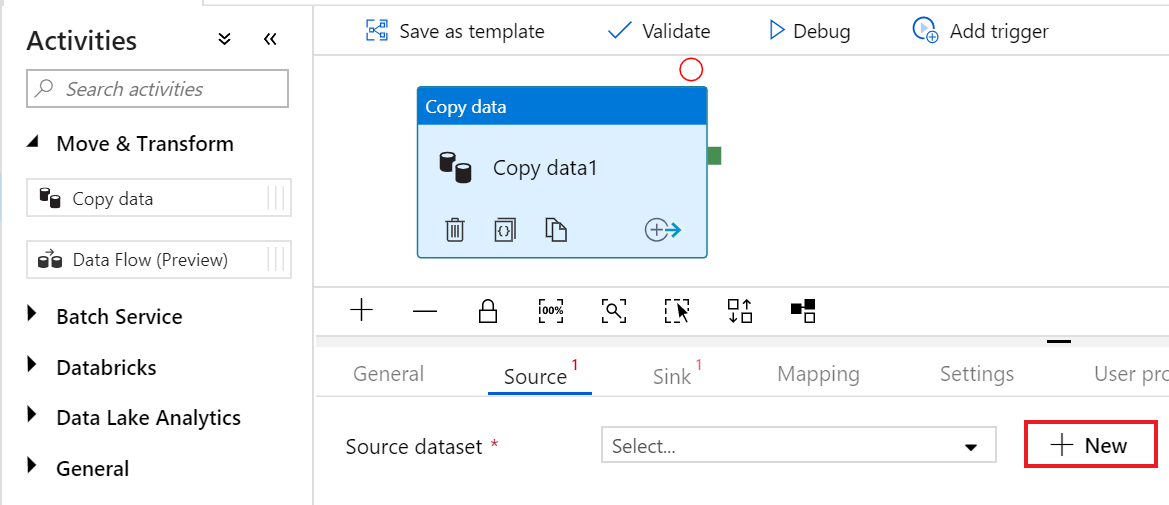 Activities
Search activities
Move & Transform
Copy data
Data Flow (Preview)
Batch Service
Databricks
Data Lake Analytics
General
Save as template Validate Debug Add trigger
Copy data
Copy data1
{}
100%
General Source 1 Sink 1 Mapping Settings User pro
Source dataset * Select... New